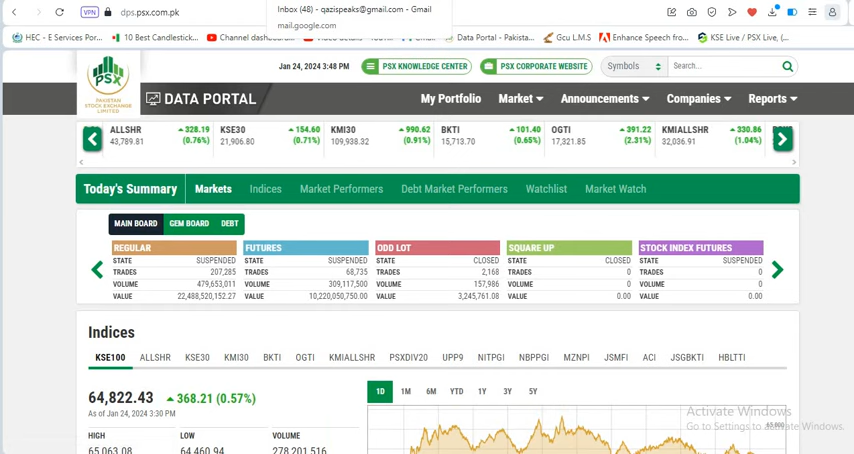 Inbox (48) - qazispeaks@gmail.com - Gmail
mail.google.com
VPN dps.psx.com.pk
HEC - E Services Por... 10 Best Candlestick... Channel dashboard Data Portal - Pakista... Gcu L.M.S Enhance Speech fro... KSE Live / PSX Live, (...
Jan 24, 2024 3:48 PM PSX KNOWLEDGE CENTER PSX CORPORATE WEBSITE Symbols Search...
PSX
PAKISTAN
STOCK EXCHANGE
LIMITED
DATA PORTAL
My Portfolio Market Announcements Companies Reports
ALLSHR 328.19 KSE30 154.60 KMI30 990.62 BKTI 101.40 OGTI 391.22 KMIALLSHR 330.86
43,789.81 (0.76%) 21,906.80 (0.71%) 109,938.32 (0.91%) 15,713.70 (0.65%) 17,321.85 (2.31%) 32,036.91 (1.04%)
Today's Summary Markets Indices Market Performers Debt Market Performers Watchlist Market Watch
MAIN BOARD GEM BOARD DEBT
REGULAR
STATE SUSPENDED
TRADES 207,285
VOLUME 479,653,011
VALUE 22,488,520,152.27
FUTURES
STATE SUSPENDED
TRADES 68,735
VOLUME 309,117,500
VALUE 10,220,050,750.00
ODD LOT
STATE CLOSED
TRADES 2,168
VOLUME 157,986
VALUE 3,245,761.08
SQUARE UP
STATE CLOSED
TRADES 0
VOLUME 0
VALUE 0.00
STOCK INDEX FUTURES
STATE SUSPENDED
TRADES 0
VOLUME 0
VALUE 0.00
Indices
KSE100 ALLSHR KSE30 KMI30 BKTI OGTI KMIALLSHR PSXDIV20 UPP9 NITPGI NBPPGI MZNPI JSMFI ACI JSGBKTI HBLTTI
64,822.43 368.21 (0.57%)
As of Jan 24, 2024 3:30 PM
HIGH LOW VOLUME
65,063.08 64,460.94 278,201,516
1D 1M 6M YTD 1Y 3Y 5Y
Activate Windows
Go to Settings to activate Windows.